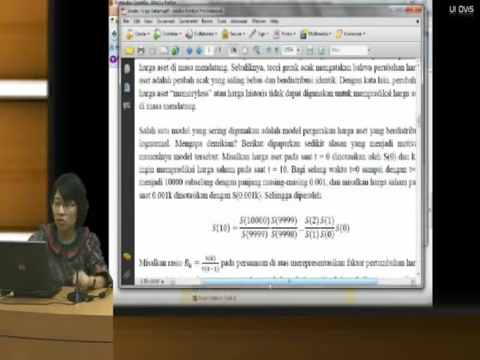 UI OVIS
harga aset di masa mendatang. Sebaliknya, teori gerak acak mengatakan bahwa perubahan har
aset adalah peubah acak yang saling bebas dan berdistribusi identik. Dengan kata lain, perubah
harga aset "memoryless" atau harga historis tidak dapat digunakan untuk memprediksi harga as
di masa mendatang.
Salah satu model yang sering digunakan adalah model pergerakan harga aset yang berdistribu
lognormal. Mengapa demikian? Berikut dipaparkan sedikit alasan yang menjadi motiva
munculnya model tersebut. Misalkan harga aset pada saat t = 0 dinotasikan oleh S(0) dan k
ingin memprediksi harga saham pada saat t = 10. Bagi selang waktu t=0 sampai dengan t =
menjadi 10000 subselang dengan panjang masing-masing 0.001, dan misalkan harga saham pa
saat 0.001k dinotasikan dengan S(0.001k). Sehingga diperoleh:
S(10) = S(10000) S(9999) S(2) S(1) S(0)
S(9999) S(9998) S(1) S(0)
Misalkan rasio pada persamaan di atas merepresentasikan faktor pertumbuhan har